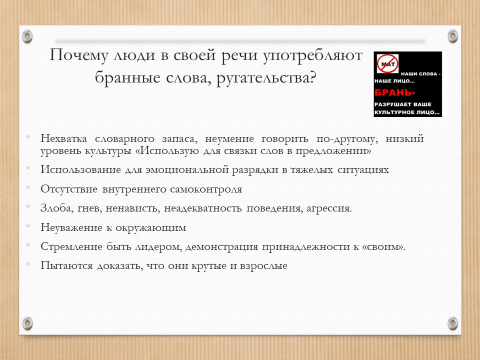 Почему люди в своей речи употребляют
бранные слова, ругательства?
МАТ
НАШИ СЛОВА -
НАШЕ ЛИЦО...
БРАНЬ-
РАЗРУШАЕТ ВАШЕ
КУЛЬТУРНОЕ ЛИЦО...
Нехватка словарного запаса, неумение говорить по-другому, низкий
уровень культуры «Использую для связки слов в предложении»
Использование для эмоциональной разрядки в тяжелых ситуациях
Отсутствие внутреннего самоконтроля
Злоба, гнев, ненависть, неадекватность поведения, агрессия.
Неуважение к окружающим
Стремление быть лидером, демонстрация принадлежности к «своим».
Пытаются доказать, что они крутые и взрослые